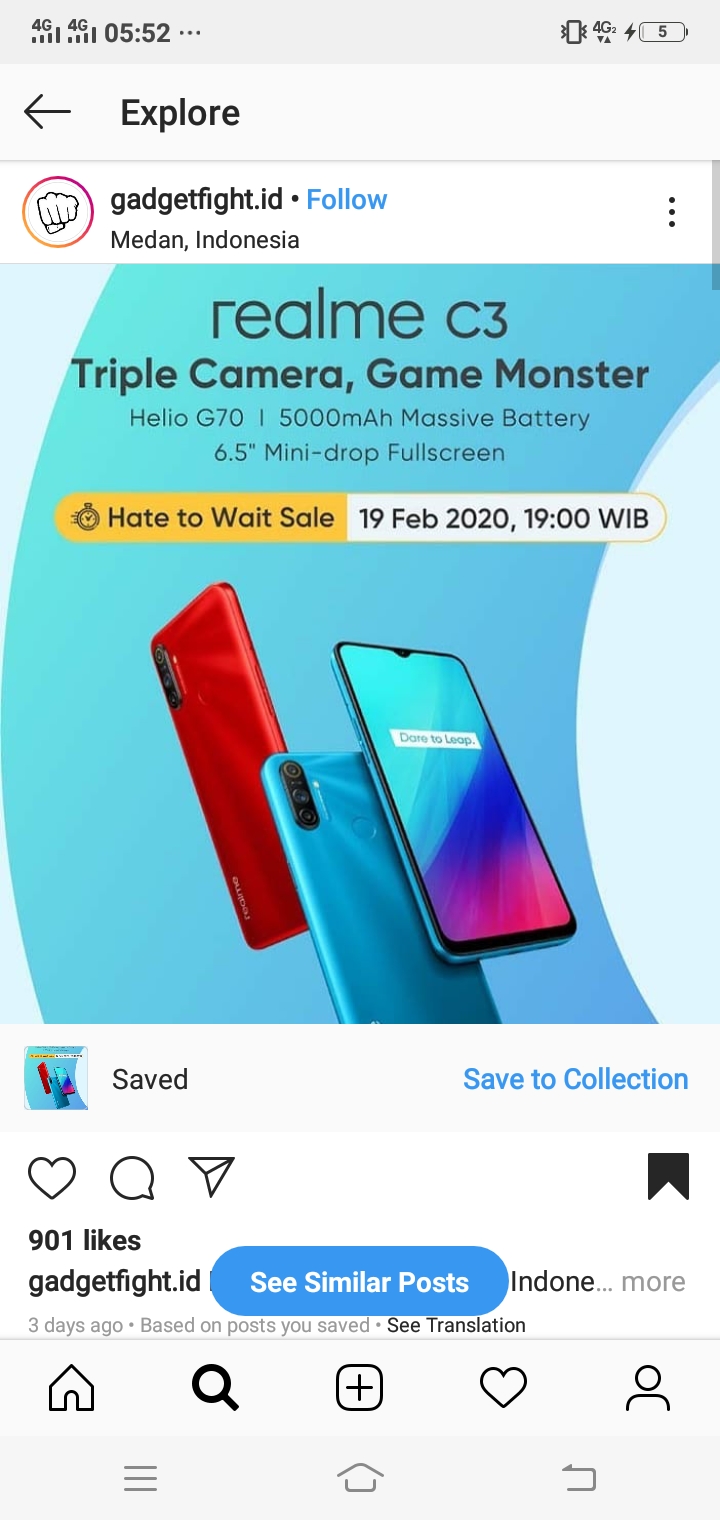 4G 4G 05:52 ··· 4G2 5
Explore
gadgetfight.id • Follow
Medan, Indonesia
realme C3
Triple Camera, Game Monster
Helio G70 | 5000mAh Massive Battery
6.5" Mini-drop Fullscreen
Hate to Wait Sale 19 Feb 2020, 19:00 WIB
Dare to Leap.
realme
Saved Save to Collection
901 likes
gadgetfight.id Indone... more
See Similar Posts
3 days ago • Based on posts you saved • See Translation